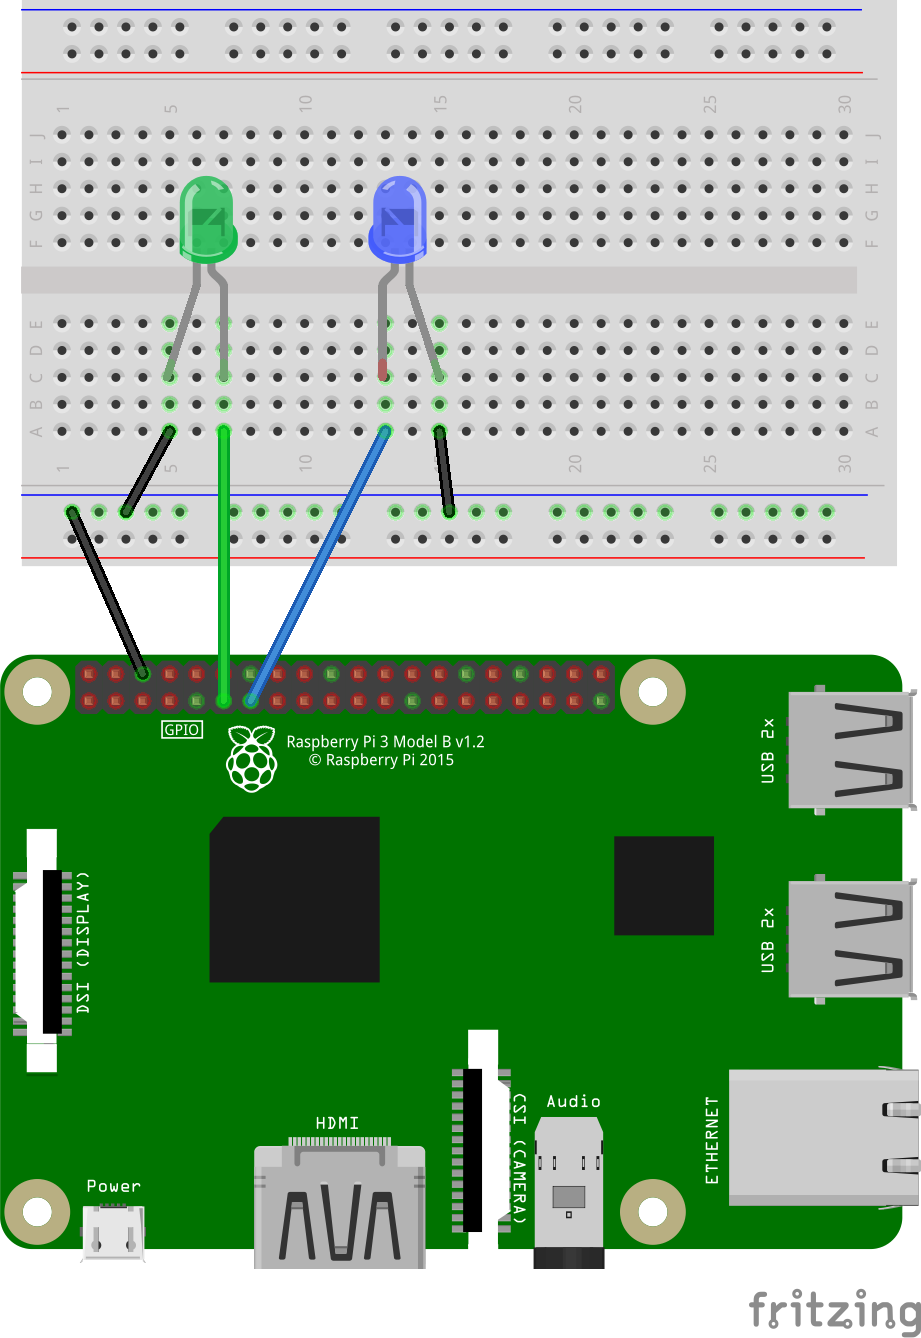 1 5 10 15 20 25 30
J J
I I
H H
G G
F F
E E
D D
C C
B B
A A
1 5 10 15 20 25 30
GPIO
Raspberry Pi 3 Model B v1.2
© Raspberry Pi 2015
USB 2x
DSI (DISPLAY)
USB 2x
CSI (CAMERA)
Audio
ETHERNET
HDMI
Power
fritzing